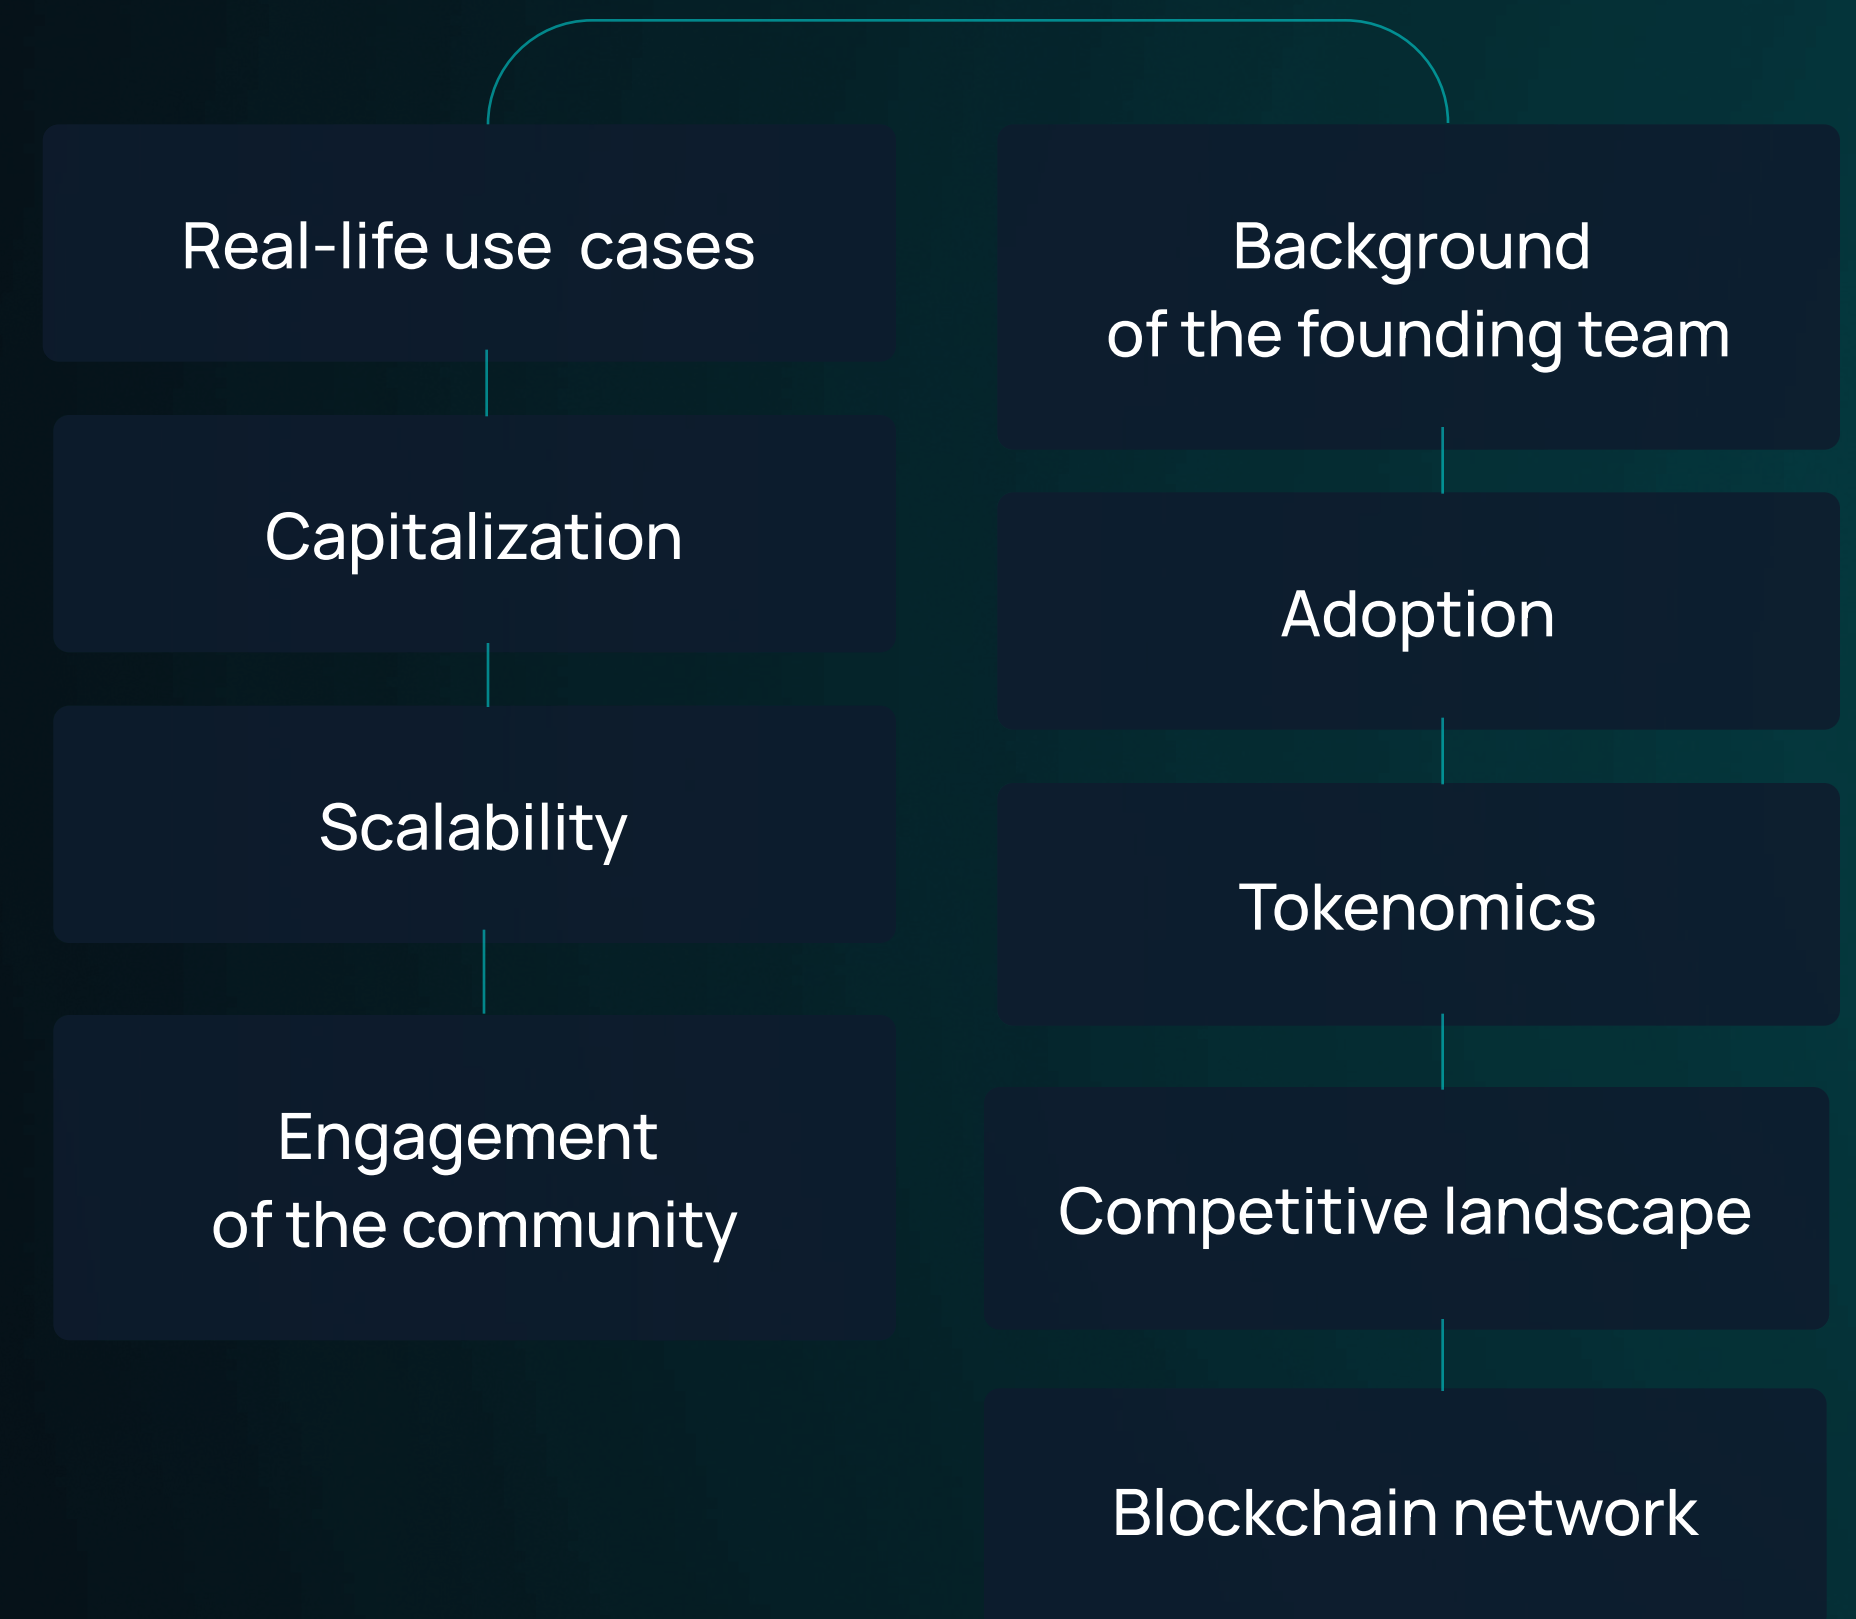 Real-life use cases
Capitalization
Scalability
Engagement
of the community
Background
of the founding team
Adoption
Tokenomics
Competitive landscape
Blockchain network